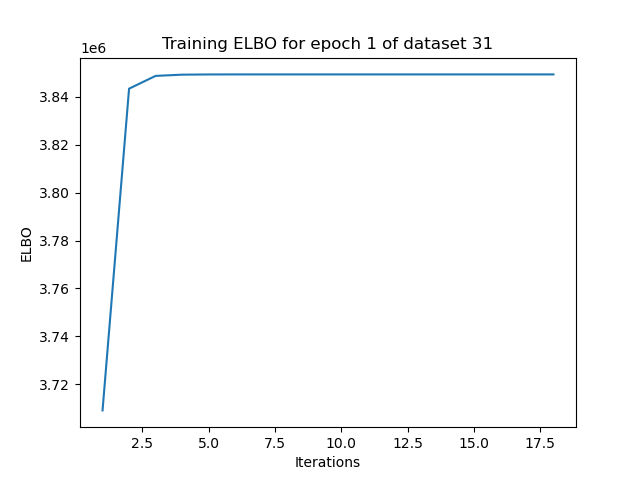 Training ELBO for epoch 1 of dataset 31
1e6
3.84
3.82
3.80
3.78
3.76
3.74
3.72
ELBO
2.5 5.0 7.5 10.0 12.5 15.0 17.5
Iterations